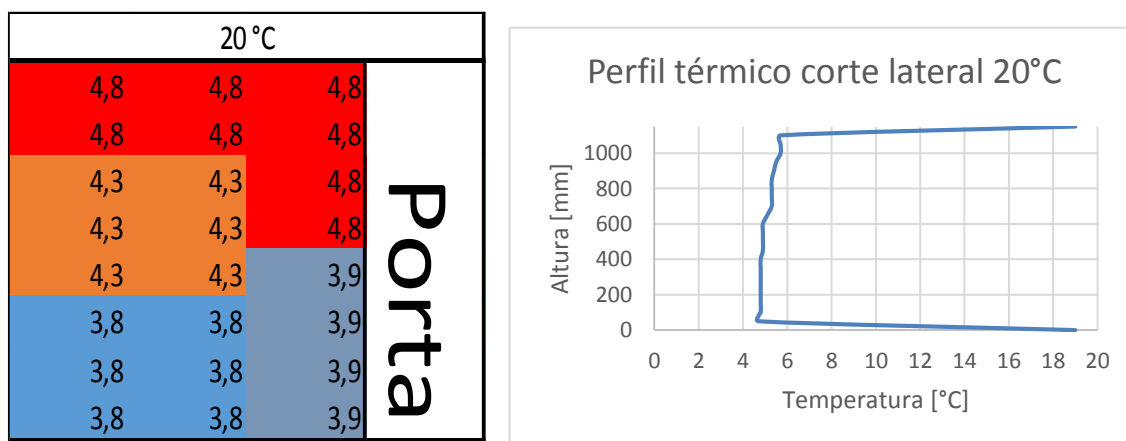 20 °C
4,8 4,8 4,8
4,8 4,8 4,8
4,3 4,3 4,8
4,3 4,3 4,8
4,3 4,3 3,9
3,8 3,8 3,9
3,8 3,8 3,9
3,8 3,8 3,9
Porta
Perfil térmico corte lateral 20°C
Altura [mm]
1000
800
600
400
200
0
0 2 4 6 8 10 12 14 16 18 20
Temperatura [°C]